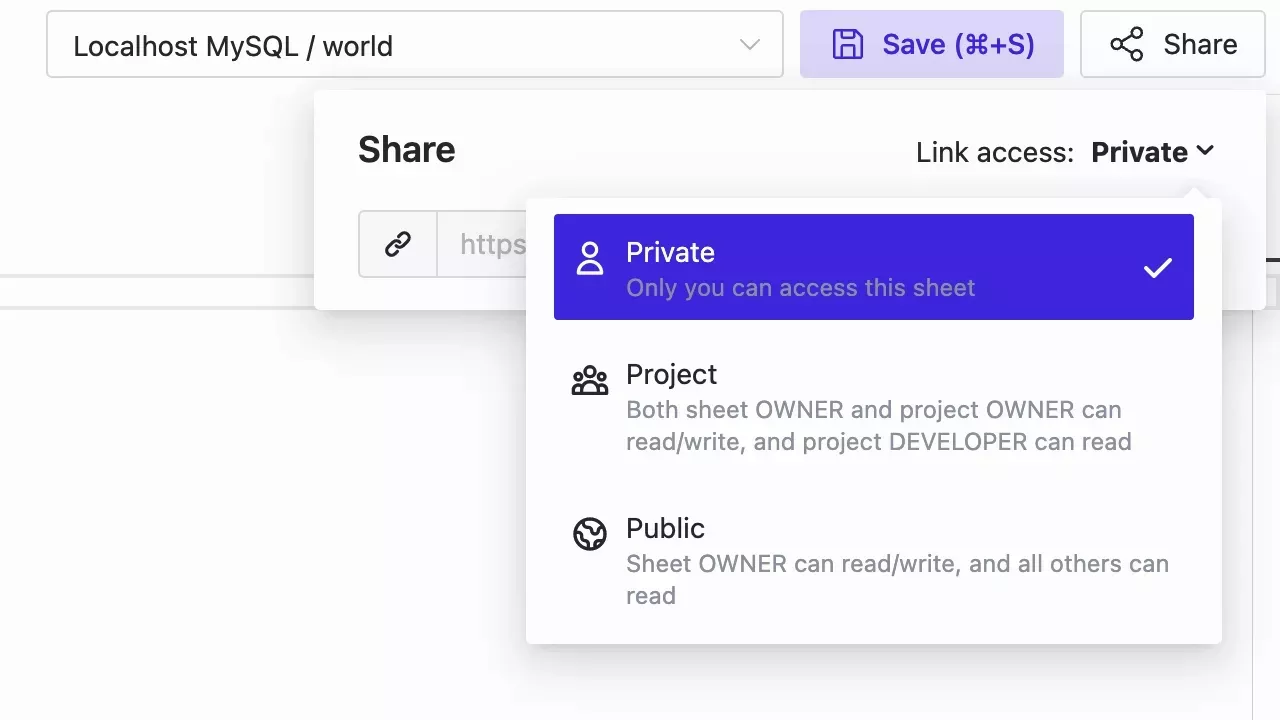 Localhost MySQL / world
Save (⌘+S)
Share
Share
Link access: Private
https
Private
Only you can access this sheet
Project
Both sheet OWNER and project OWNER can
read/write, and project DEVELOPER can read
Public
Sheet OWNER can read/write, and all others can
read